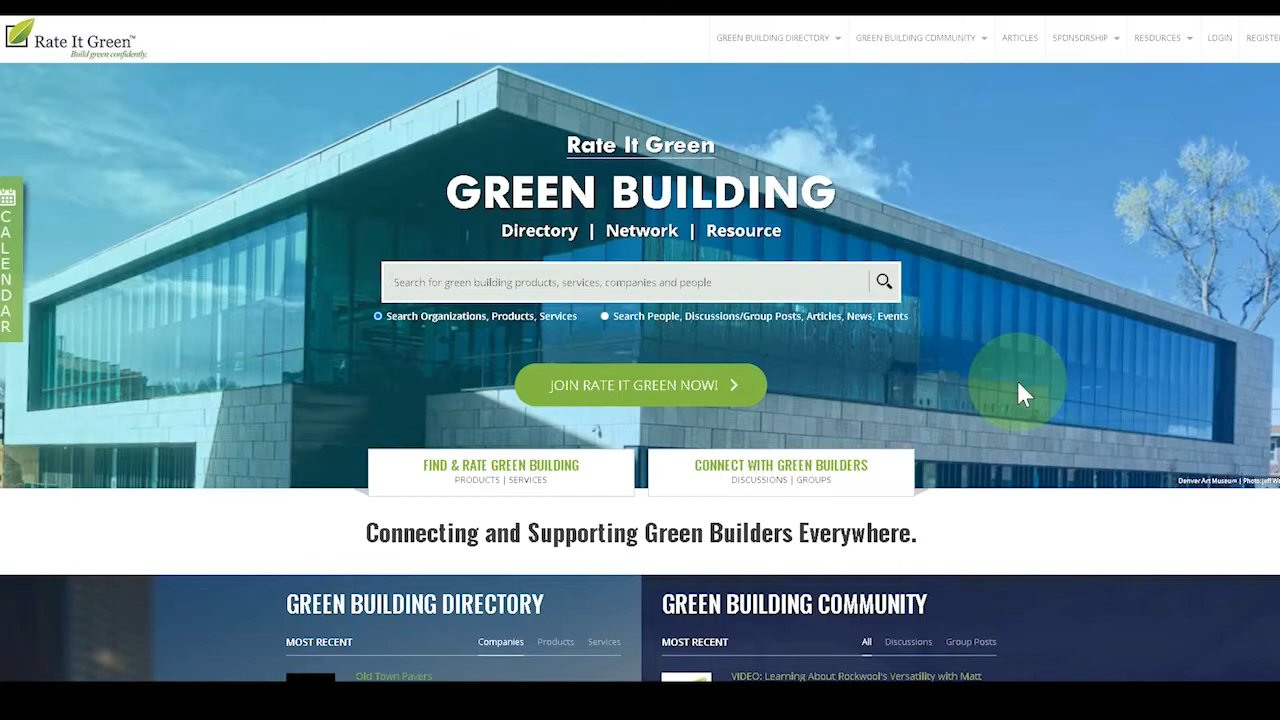 Rate It Green™
Build green confidently.
GREEN BUILDING DIRECTORY
GREEN BUILDING COMMUNITY
ARTICLES
SPONSORSHIP
RESOURCES
LOGIN
CALENDAR
Rate It Green
GREEN BUILDING
Directory | Network | Resource
Search for green building products, services, companies and people
Search Organizations, Products, Services
Search People, Discussions/Group Posts, Articles, News, Events
JOIN RATE IT GREEN NOW!
FIND & RATE GREEN BUILDING
PRODUCTS | SERVICES
CONNECT WITH GREEN BUILDERS
DISCUSSIONS | GROUPS
Denver Art Museum | Photo: Jeff
Connecting and Supporting Green Builders Everywhere.
GREEN BUILDING DIRECTORY
MOST RECENT
Companies
Products
Services
Old Town Pavers
GREEN BUILDING COMMUNITY
MOST RECENT
All
Discussions
Group Posts
VIDEO: Learning About Rockwool's Versatility with Matt